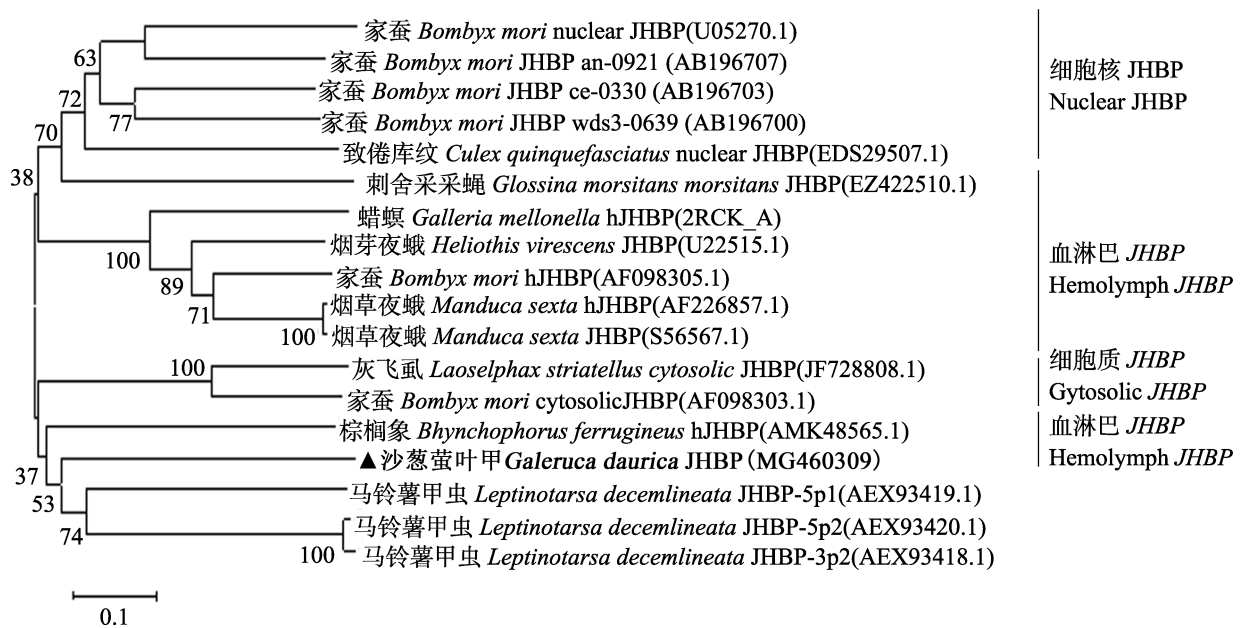 家蚕 Bombyx mori nuclear JHBP(U05270.1)
63
家蚕 Bombyx mori JHBP an-0921 (AB196707)
细胞核 JHBP
家蚕 Bombyx mori JHBP ce-0330 (AB196703)
Nuclear JHBP
72
77
家蚕 Bombyx mori JHBP wds3-0639 (AB196700)
70
致倦库纹 Culex quinquefasciatus nuclear JHBP(EDS29507.1)
38
刺舍采采蝇 Glossina morsitans morsitans JHBP(EZ422510.1)
蜡螟 Galleria mellonella hJHBP(2RCK_A)
100
烟芽夜蛾 Heliothis virescens JHBP(U22515.1)
血淋巴 JHBP
89
家蚕 Bombyx mori hJHBP(AF098305.1)
Hemolymph JHBP
71
烟草夜蛾 Manduca sexta hJHBP(AF226857.1)
100
烟草夜蛾 Manduca sexta JHBP(S56567.1)
100
灰飞虱 Laoselphax striatellus cytosolic JHBP(JF728808.1)
细胞质 JHBP
家蚕 Bombyx mori cytosolicJHBP(AF098303.1)
Gytosolic JHBP
棕榈象 Bhynchophorus ferrugineus hJHBP(AMK48565.1)
血淋巴 JHBP
37
▲沙葱萤叶甲Galeruca daurica JHBP(MG460309)
Hemolymph JHBP
53
马铃薯甲虫 Leptinotarsa decemlineata JHBP-5p1(AEX93419.1)
74
马铃薯甲虫 Leptinotarsa decemlineata JHBP-5p2(AEX93420.1)
100
马铃薯甲虫 Leptinotarsa decemlineata JHBP-3p2(AEX93418.1)
0.1